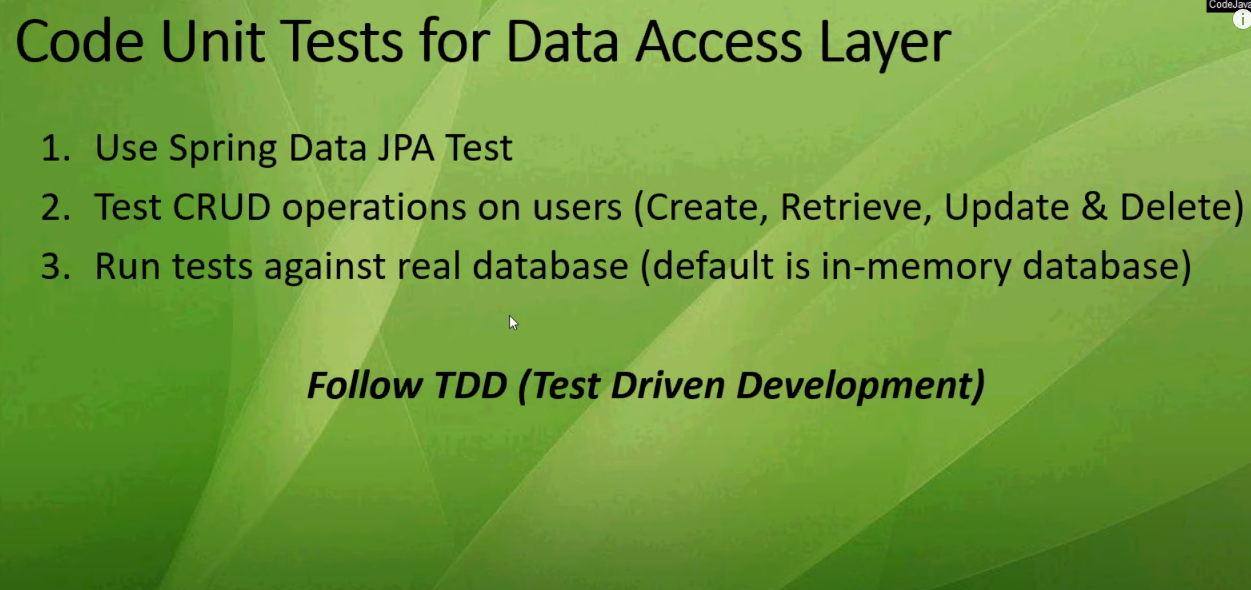 CodeJava
Code Unit Tests for Data Access Layer
1. Use Spring Data JPA Test
2. Test CRUD operations on users (Create, Retrieve, Update & Delete)
3. Run tests against real database (default is in-memory database)
Follow TDD (Test Driven Development)